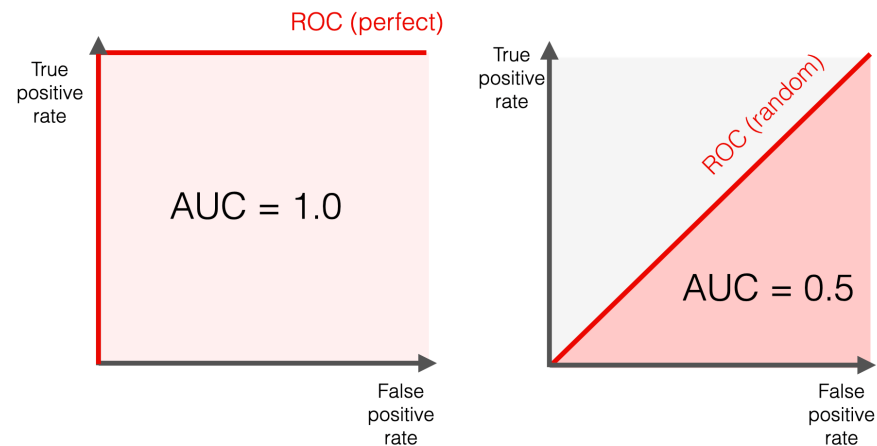 ROC (perfect)
True
positive
rate
AUC = 1.0
False
positive
rate
True
positive
rate
ROC (random)
AUC = 0.5
False
positive
rate